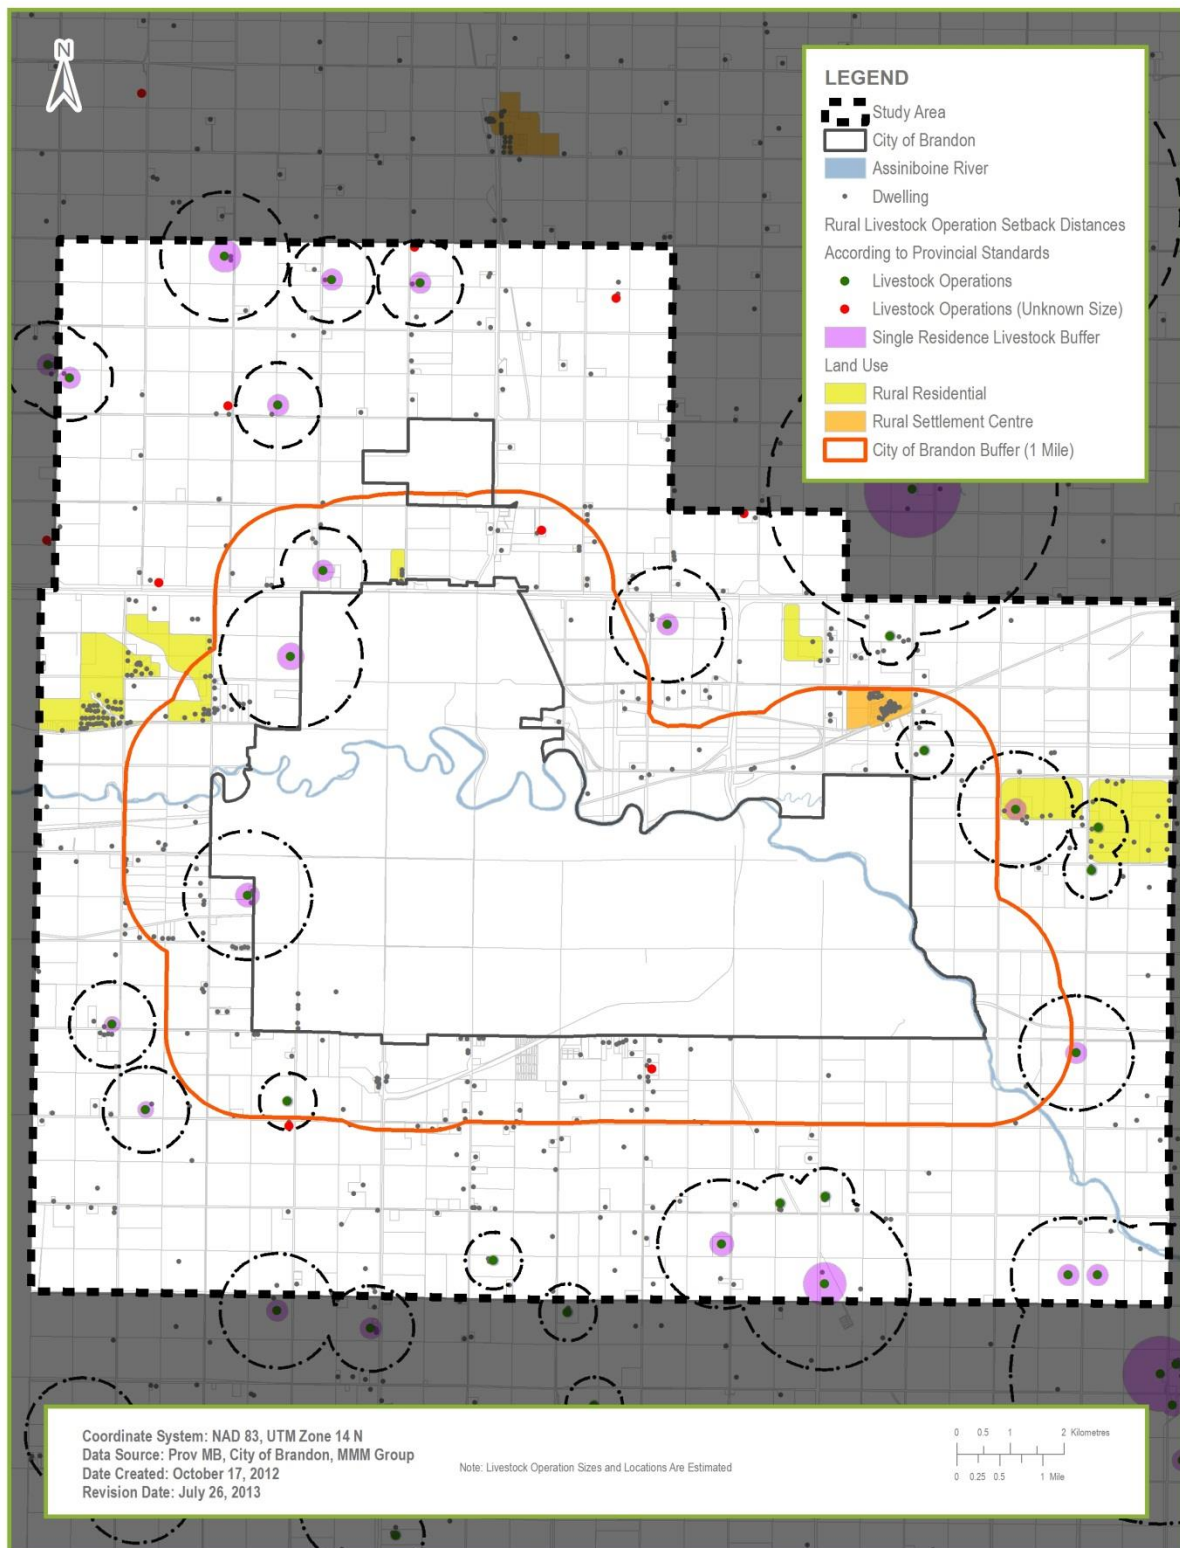 N
LEGEND
Study Area
City of Brandon
Assiniboine River
Dwelling
Rural Livestock Operation Setback Distances
According to Provincial Standards
Livestock Operations
Livestock Operations (Unknown Size)
Single Residence Livestock Buffer
Land Use
Rural Residential
Rural Settlement Centre
City of Brandon Buffer (1 Mile)
Coordinate System: NAD 83, UTM Zone 14 N
Data Source: Prov MB, City of Brandon, MMM Group
Date Created: October 17, 2012
Revision Date: July 26, 2013
Note: Livestock Operation Sizes and Locations Are Estimated
0 0.5 1 2 Kilometres
0 0.25 0.5 1 Mile